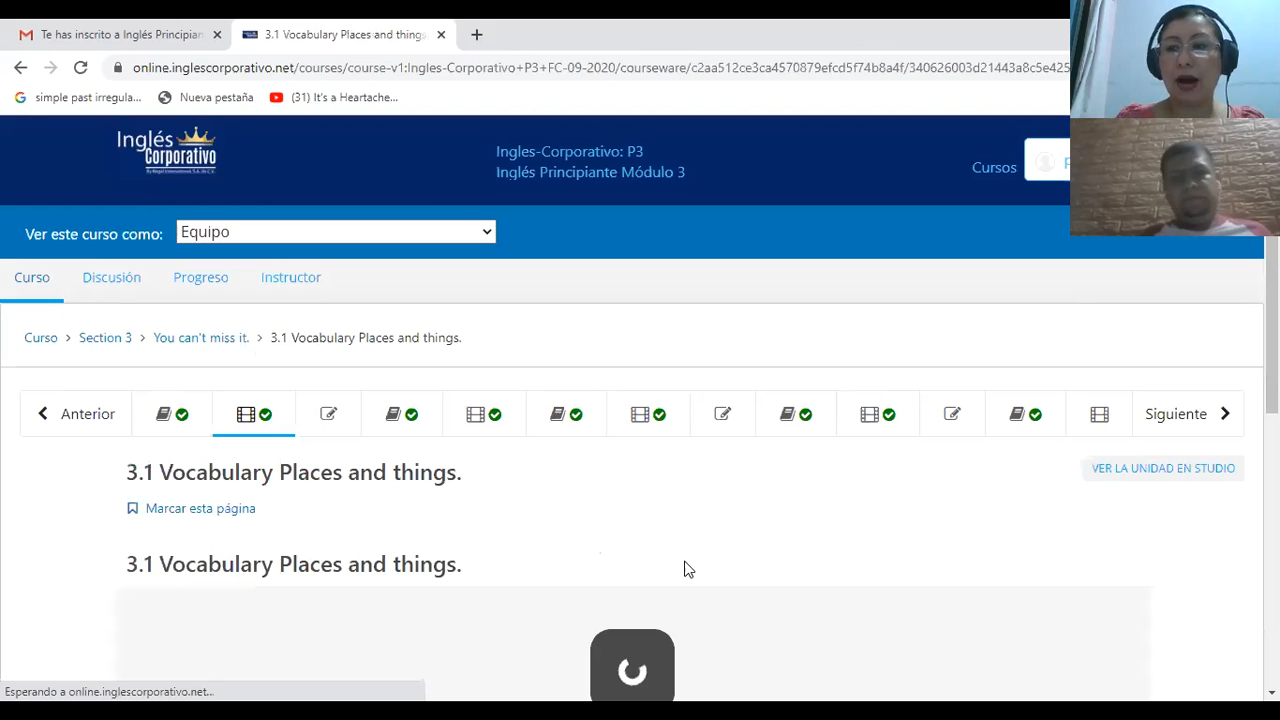 Te has inscrito a Inglés Principian
3.1 Vocabulary Places and things
online.inglescorporativo.net/courses/course-v1:Ingles-Corporativo+P3+FC-09-2020/courseware/c2aa512ce3ca4570879efcd5f74b8a4f/340626003d21443a8c5e425
simple past irregula...
Nueva pestaña
(31) It's a Heartache...
Inglés
Corporativo
Ingles-Corporativo: P3
Inglés Principiante Módulo 3
Cursos
Ver este curso como:
Equipo
Curso
Discusión
Progreso
Instructor
Curso > Section 3 > You can't miss it. > 3.1 Vocabulary Places and things.
Anterior
Siguiente
3.1 Vocabulary Places and things.
VER LA UNIDAD EN STUDIO
Marcar esta página
3.1 Vocabulary Places and things.
Esperando a online.inglescorporativo.net...